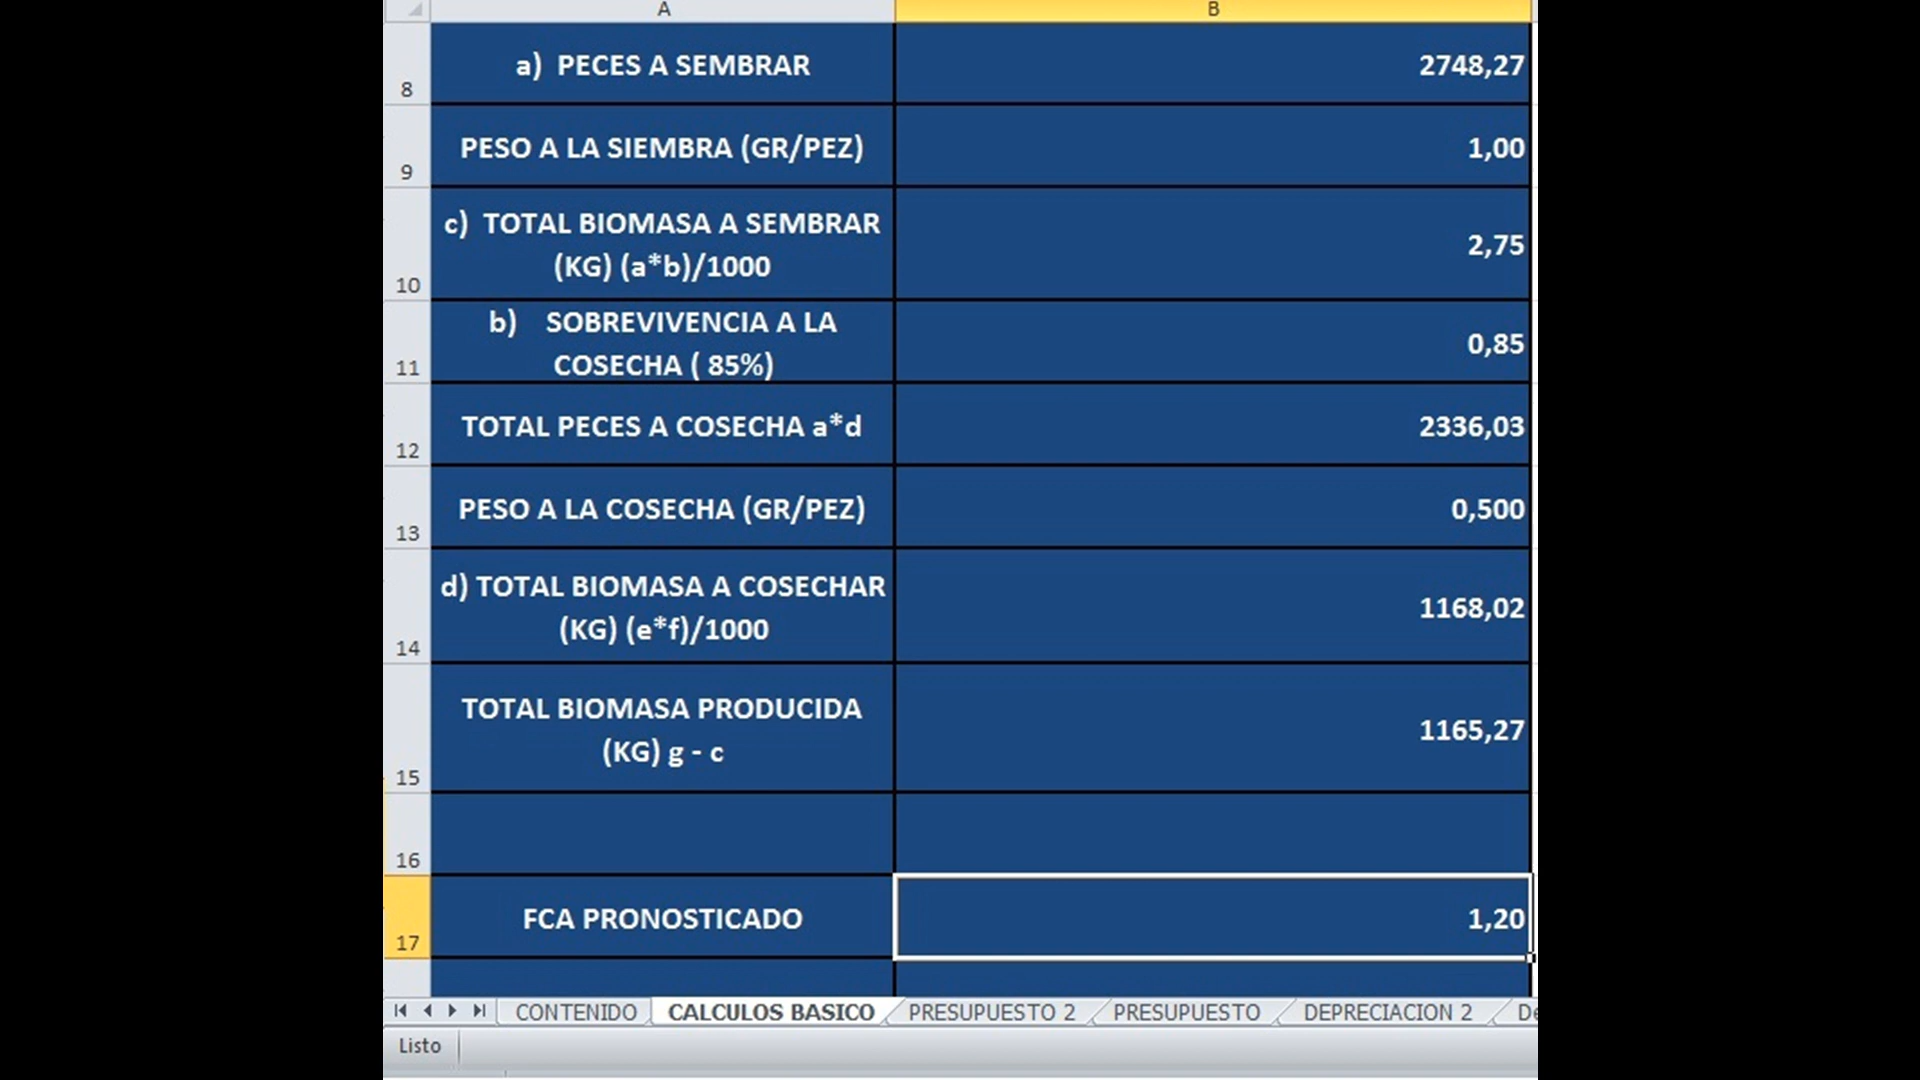 A B
8 a) PECES A SEMBRAR 2748,27
9 PESO A LA SIEMBRA (GR/PEZ) 1,00
c) TOTAL BIOMASA A SEMBRAR
10 (KG) (a*b)/1000 2,75
b) SOBREVIVENCIA A LA
11 COSECHA ( 85%) 0,85
12 TOTAL PECES A COSECHA a*d 2336,03
13 PESO A LA COSECHA (GR/PEZ) 0,500
d) TOTAL BIOMASA A COSECHAR
14 (KG) (e*f)/1000 1168,02
TOTAL BIOMASA PRODUCIDA
15 (KG) g - c 1165,27
16
17 FCA PRONOSTICADO 1,20
CONTENIDO CALCULOS BASICO PRESUPUESTO 2 PRESUPUESTO DEPRECIACION 2
Listo